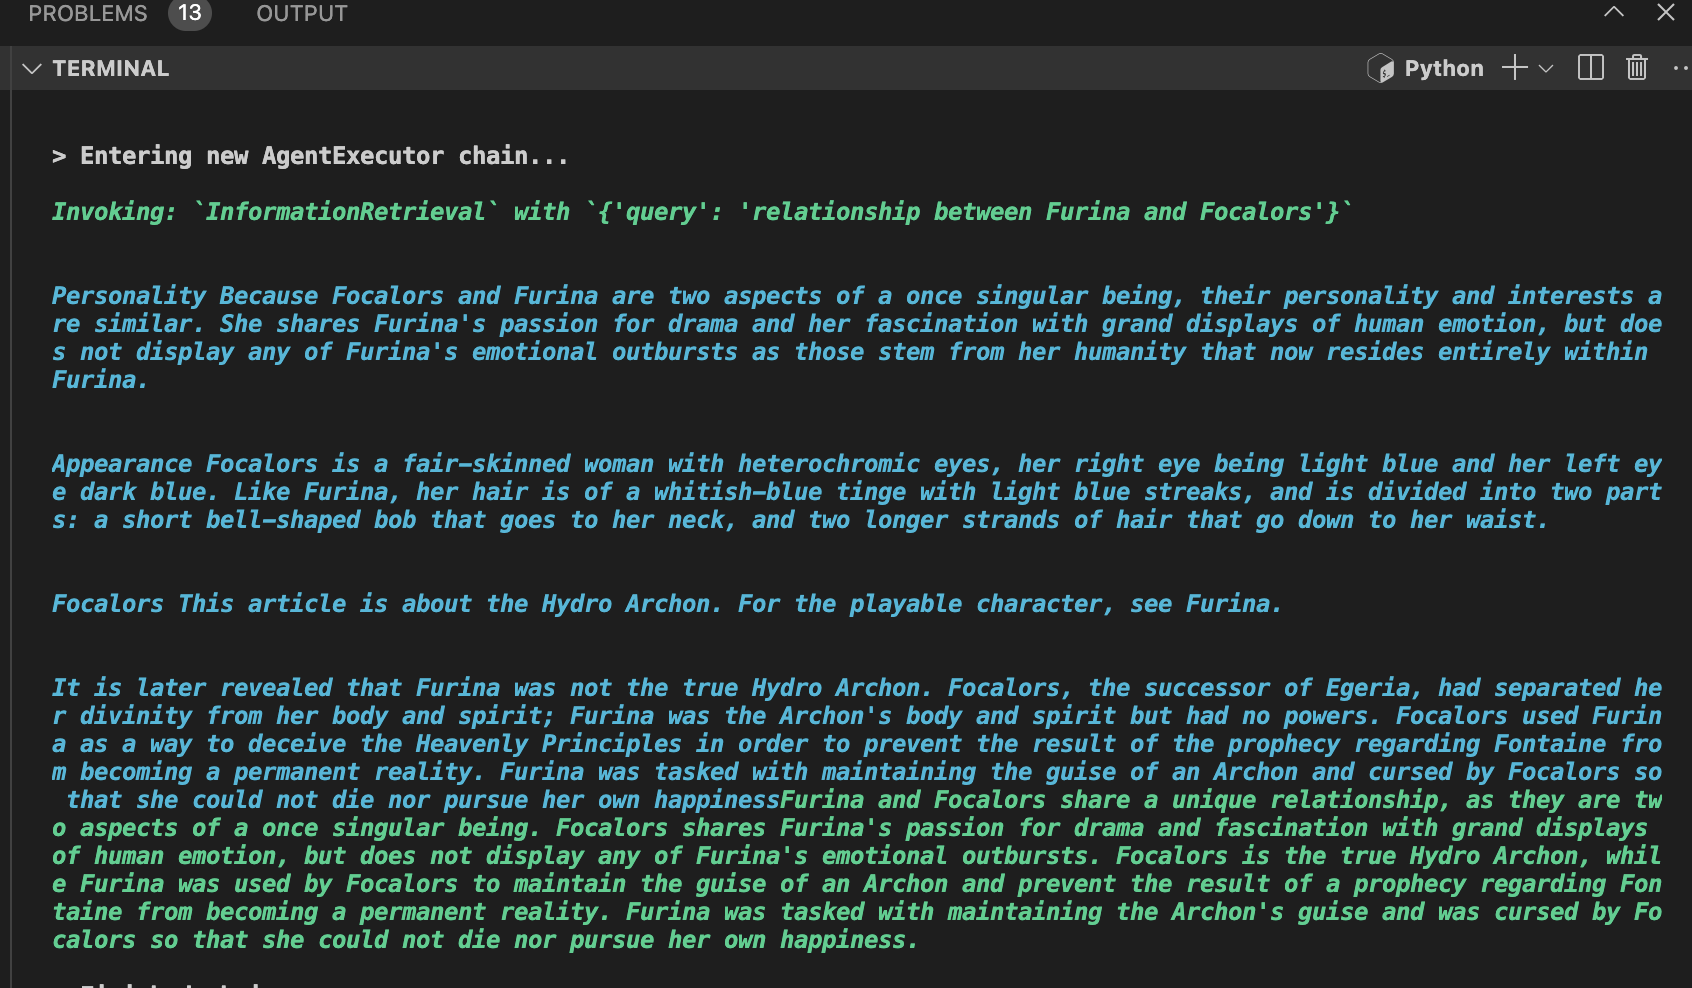 PROBLEMS 13 OUTPUT
TERMINAL Python
> Entering new AgentExecutor chain...
Invoking: `InformationRetrieval` with `{'query': 'relationship between Furina and Focalors'}`
Personality Because Focalors and Furina are two aspects of a once singular being, their personality and interests a
re similar. She shares Furina's passion for drama and her fascination with grand displays of human emotion, but doe
s not display any of Furina's emotional outbursts as those stem from her humanity that now resides entirely within
Furina.
Appearance Focalors is a fair-skinned woman with heterochromic eyes, her right eye being light blue and her left ey
e dark blue. Like Furina, her hair is of a whitish-blue tinge with light blue streaks, and is divided into two part
s: a short bell-shaped bob that goes to her neck, and two longer strands of hair that go down to her waist.
Focalors This article is about the Hydro Archon. For the playable character, see Furina.
It is later revealed that Furina was not the true Hydro Archon. Focalors, the successor of Egeria, had separated he
r divinity from her body and spirit; Furina was the Archon's body and spirit but had no powers. Focalors used Furin
a as a way to deceive the Heavenly Principles in order to prevent the result of the prophecy regarding Fontaine fro
m becoming a permanent reality. Furina was tasked with maintaining the guise of an Archon and cursed by Focalors so
 that she could not die nor pursue her own happinessFurina and Focalors share a unique relationship, as they are tw
o aspects of a once singular being. Focalors shares Furina's passion for drama and fascination with grand displays
of human emotion, but does not display any of Furina's emotional outbursts. Focalors is the true Hydro Archon, whil
e Furina was used by Focalors to maintain the guise of an Archon and prevent the result of a prophecy regarding Fon
taine from becoming a permanent reality. Furina was tasked with maintaining the Archon's guise and was cursed by Fo
calors so that she could not die nor pursue her own happiness.